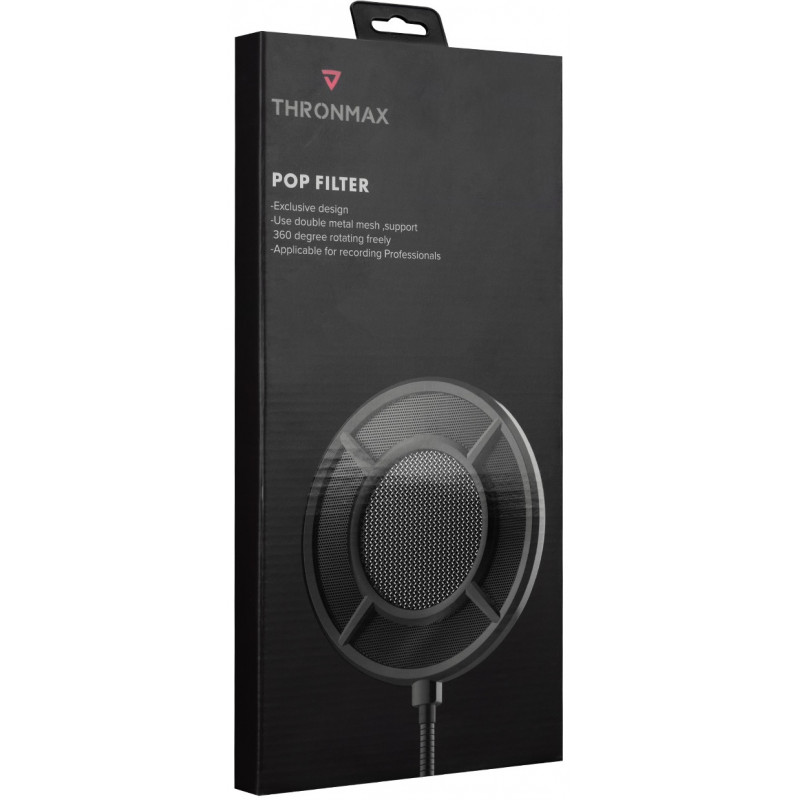 THRONMAX
POP FILTER
-Exclusive design
-Use double metal mesh ,support
360 degree rotating freely
-Applicable for recording Professionals